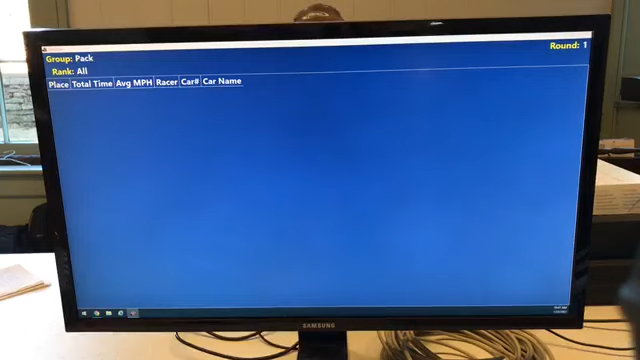 Group: Pack
Round: 1
Rank: All
Place Total Time Avg MPH Racer Car# Car Name
SAMSUNG